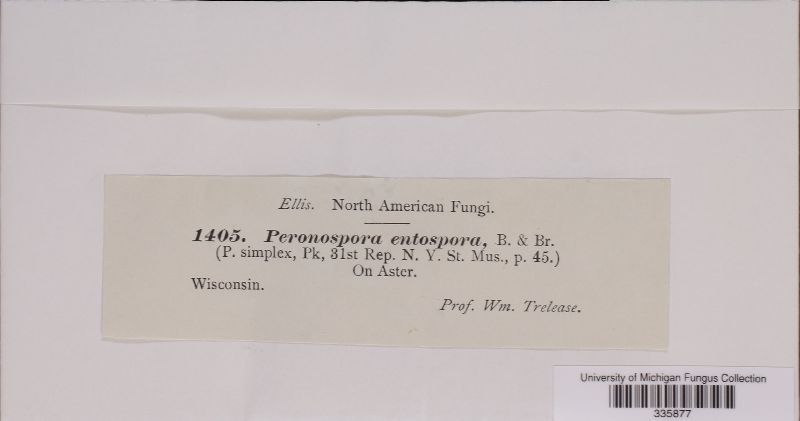 Ellis. North American Fungi.
1405. Peronospora entospora, B. & Br.
(P. simplex, Pk, 31st Rep. N. Y. St. Mus., p. 45.)
On Aster.
Wisconsin.
Prof. Wm. Trelease.
University of Michigan Fungus Collection
335877